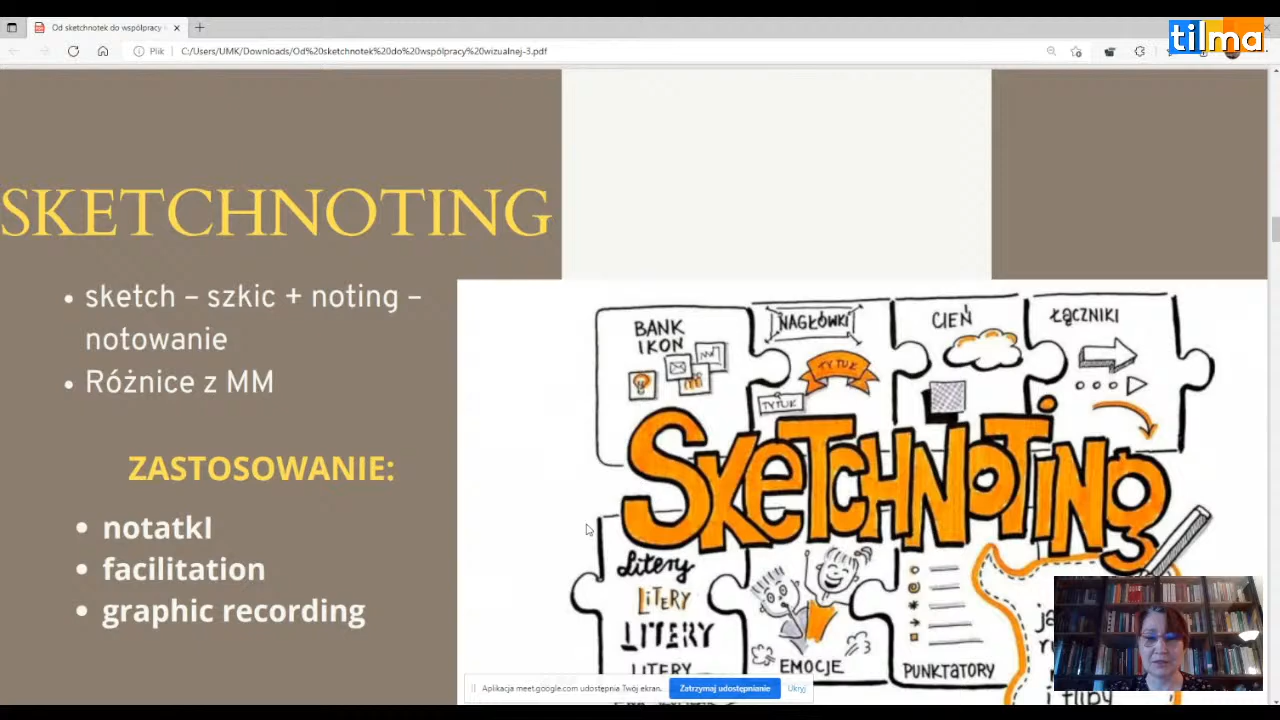 Od sketchnotek do współpracy
Plik
C:/Users/UMK/Downloads/Od%20sketchnotek%20do%20współpracy%20wizualnej-3.pdf
tilma
SKETCHNOTING
• sketch – szkic + noting –
notowanie
• Różnice z MM
ZASTOSOWANIE:
• notatkI
• facilitation
• graphic recording
BANK
IKON
NAGŁÓWKI
TYTUŁ
TYTUŁ
CIEŃ
ŁĄCZNIKI
SKETCHNOTING
LITERY
LITERY
LITERY
LITERY
EMOCJE
PUNKTATORY
i flipy
Aplikacja meet.google.com udostępnia Twój ekran.
Zatrzymaj udostępnianie
Ukryj